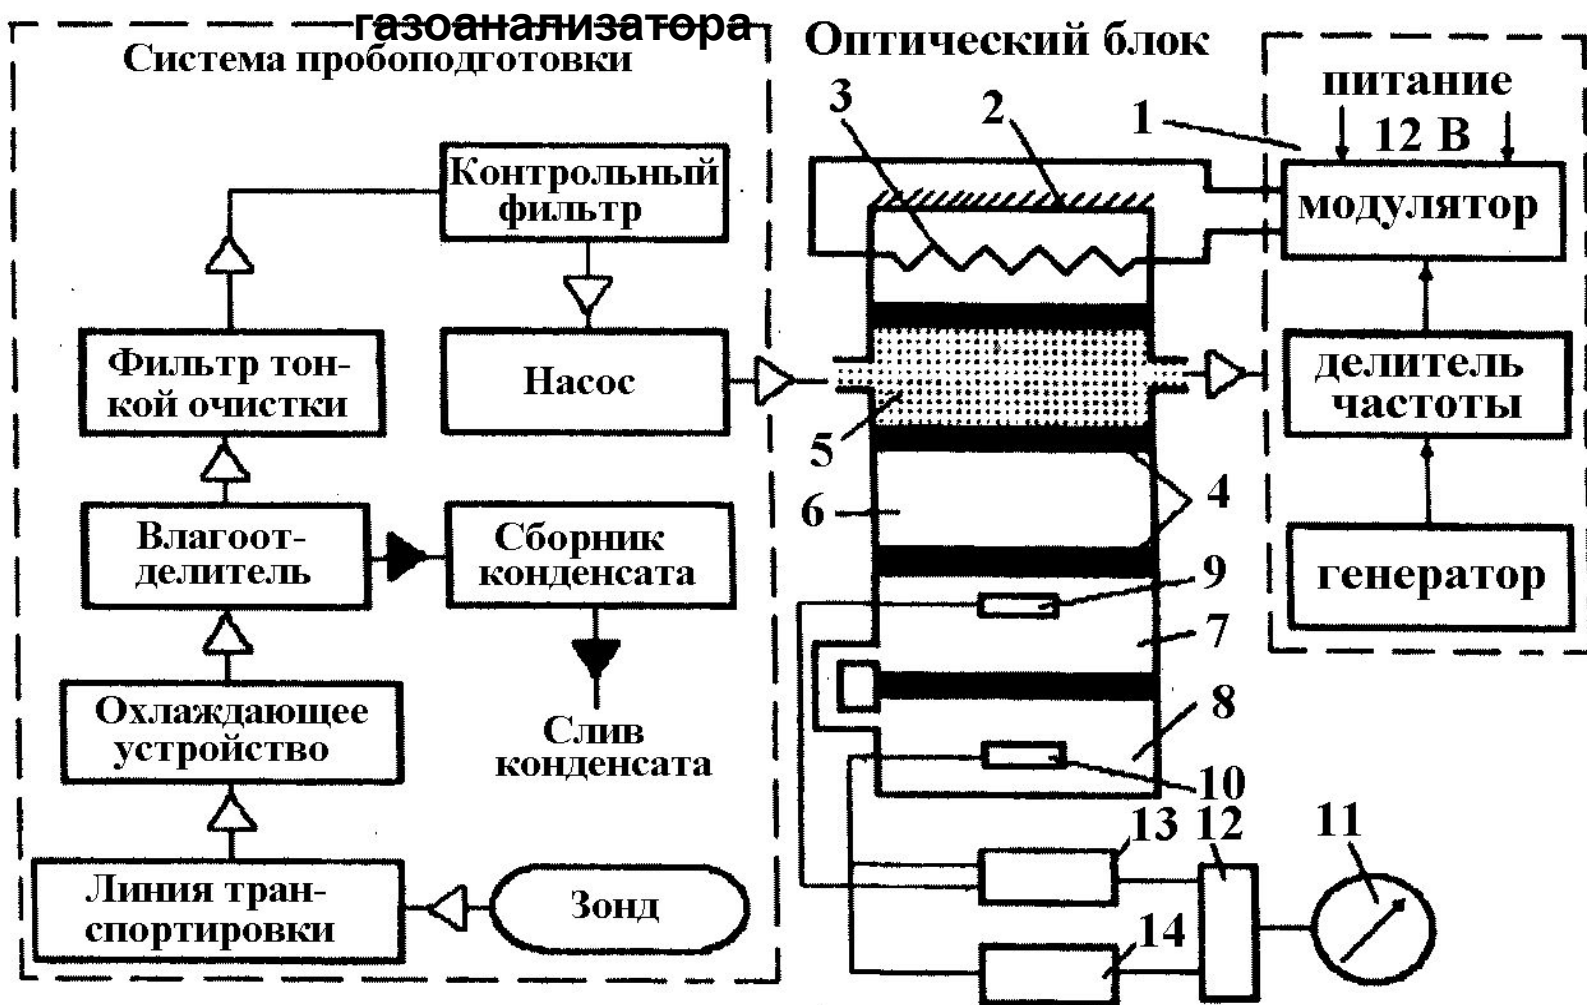 газоанализатора
Система пробоподготовки
Контрольный
фильтр
Фильтр тон-
кой очистки
Насос
Влагоот-
делитель
Сборник
конденсата
Охлаждающее
устройство
Слив
конденсата
Линия тран-
спортировки
Зонд
Оптический блок
3
2
1
5
6
4
9
7
8
10
13
12
11
14
питание
12 В
модулятор
делитель
частоты
генератор